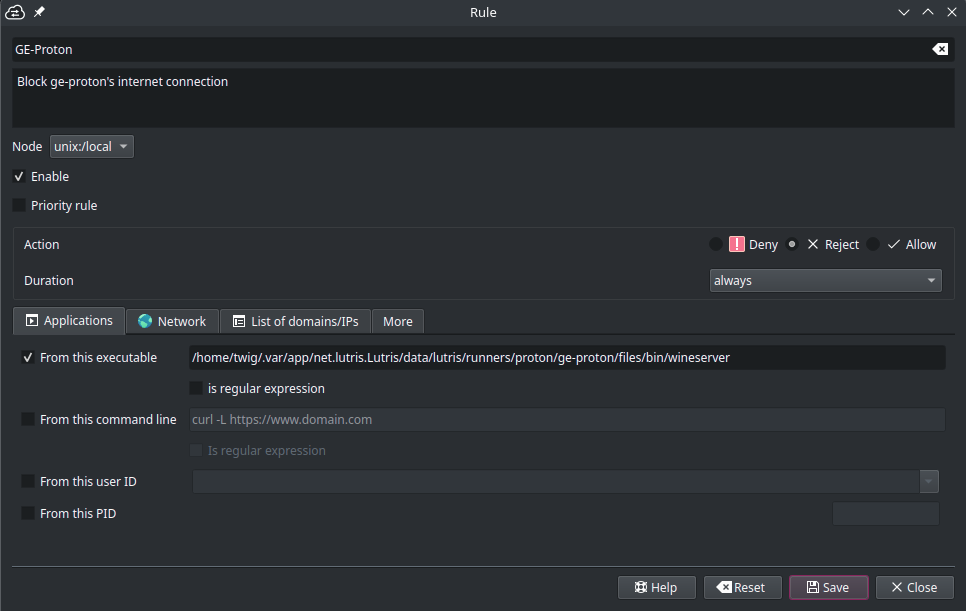 Rule
GE-Proton
Block ge-proton's internet connection
Node unix:/local
Enable
Priority rule
Action Deny Reject Allow
Duration always
Applications Network List of domains/IPs More
From this executable /home/twig/.var/app/net.lutris.Lutris/data/lutris/runners/proton/ge-proton/files/bin/wineserver
is regular expression
From this command line curl -L https://www.domain.com
Is regular expression
From this user ID
From this PID
Help Reset Save Close